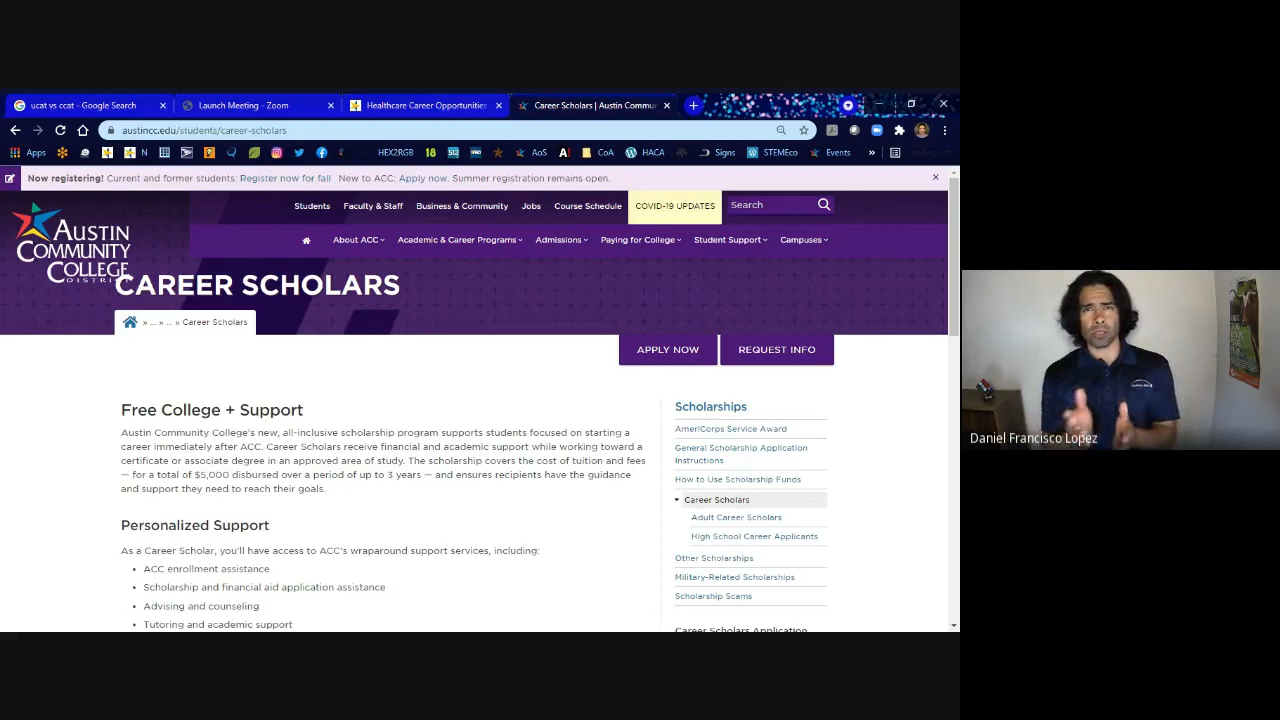 ucat vs ccat - Google Search
Launch Meeting - Zoom
Healthcare Career Opportunities
Career Scholars | Austin Commu
austincc.edu/students/career-scholars
Apps
N
HEX2RGB
18
AoS
CoA
HACA
Signs
STEMEco
Events
»
Now registering! Current and former students: Register now for fall. New to ACC: Apply now. Summer registration remains open.
Students
Faculty & Staff
Business & Community
Jobs
Course Schedule
COVID-19 UPDATES
Search
AUSTIN
COMMUNITY
COLLEGE
DISTRICT
About ACC
Academic & Career Programs
Admissions
Paying for College
Student Support
Campuses
CAREER SCHOLARS
» ... » ... » Career Scholars
APPLY NOW
REQUEST INFO
Free College + Support
Austin Community College's new, all-inclusive scholarship program supports students focused on starting a
career immediately after ACC. Career Scholars receive financial and academic support while working toward a
certificate or associate degree in an approved area of study. The scholarship covers the cost of tuition and fees
— for a total of $5,000 disbursed over a period of up to 3 years — and ensures recipients have the guidance
and support they need to reach their goals.
Personalized Support
As a Career Scholar, you'll have access to ACC's wraparound support services, including:
• ACC enrollment assistance
• Scholarship and financial aid application assistance
• Advising and counseling
• Tutoring and academic support
Scholarships
AmeriCorps Service Award
General Scholarship Application
Instructions
How to Use Scholarship Funds
Career Scholars
Adult Career Scholars
High School Career Applicants
Other Scholarships
Military-Related Scholarships
Scholarship Scams
Career Scholars Application
Daniel Francisco Lopez